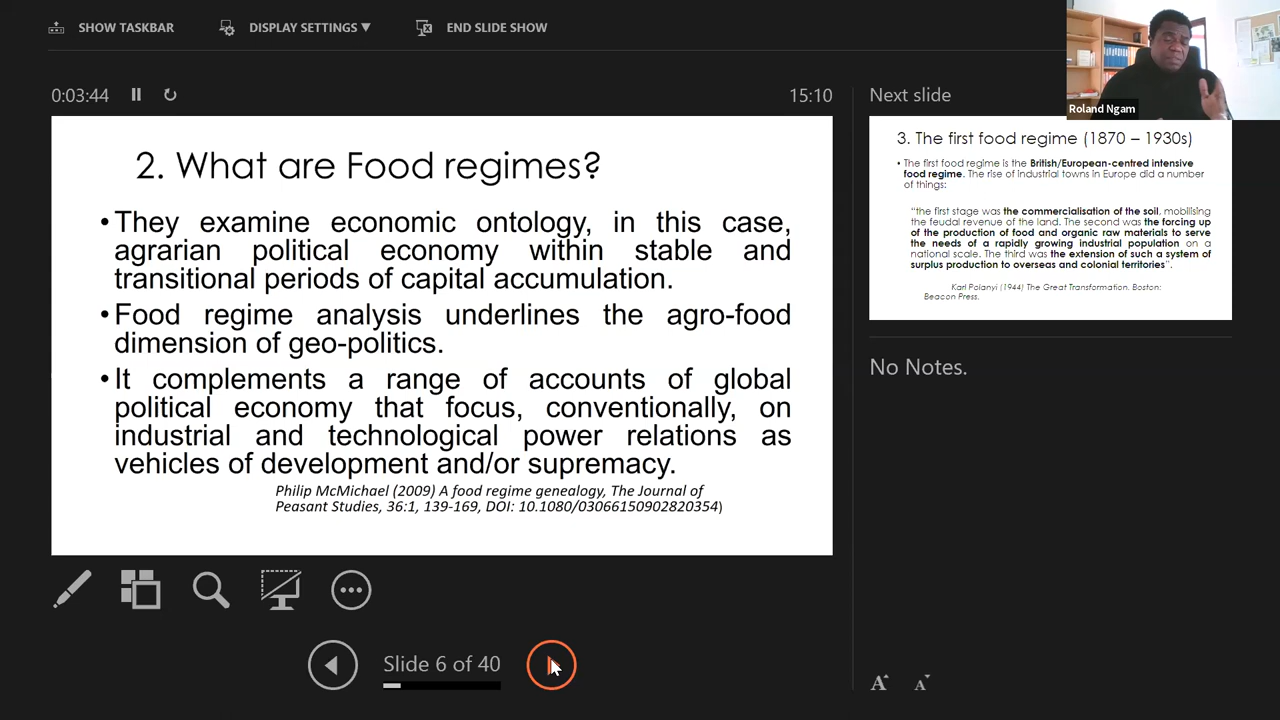 SHOW TASKBAR
DISPLAY SETTINGS ▼
END SLIDE SHOW
Roland Ngam
0:03:44
15:10
Next slide
2. What are Food regimes?
•They examine economic ontology, in this case,
agrarian political economy within stable and
transitional periods of capital accumulation.
•Food regime analysis underlines the agro-food
dimension of geo-politics.
•It complements a range of accounts of global
political economy that focus, conventionally, on
industrial and technological power relations as
vehicles of development and/or supremacy.
Philip McMichael (2009) A food regime genealogy, The Journal of
Peasant Studies, 36:1, 139-169, DOI: 10.1080/03066150902820354)
3. The first food regime (1870 – 1930s)
• The first food regime is the British/European-centred intensive
food regime. The rise of industrial towns in Europe did a number
of things:
“the first stage was the commercialisation of the soil, mobilising
the feudal revenue of the land. The second was the forcing up
of the production of food and organic raw materials to serve
the needs of a rapidly growing industrial population on a
national scale. The third was the extension of such a system of
surplus production to overseas and colonial territories”.
Karl Polanyi (1944) The Great Transformation. Boston:
Beacon Press.
No Notes.
Slide 6 of 40
A A